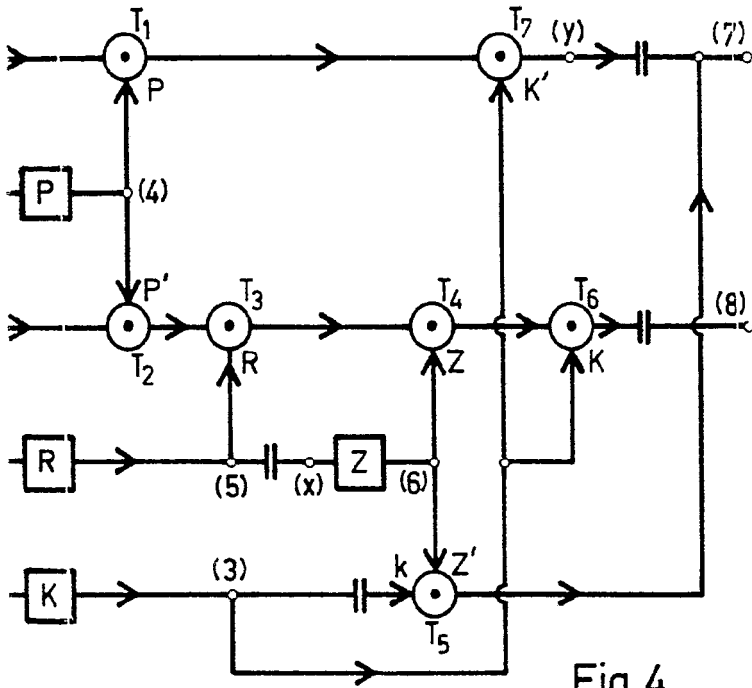 T1 T7 (y) (7)
P K'
P (4)
P' T3 T4 T6 (8)
T2 R Z K
R (5) (x) Z (6)
K (3) k Z'
T5
Fig.4